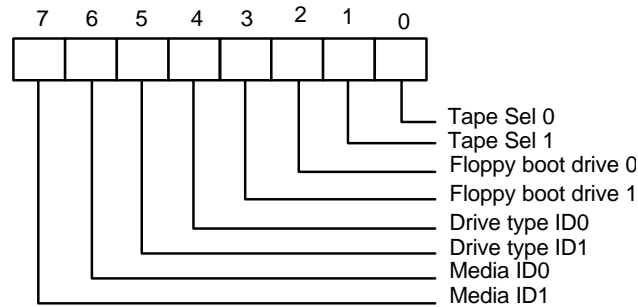 7 6 5 4 3 2 1 0
Tape Sel 0
Tape Sel 1
Floppy boot drive 0
Floppy boot drive 1
Drive type ID0
Drive type ID1
Media ID0
Media ID1